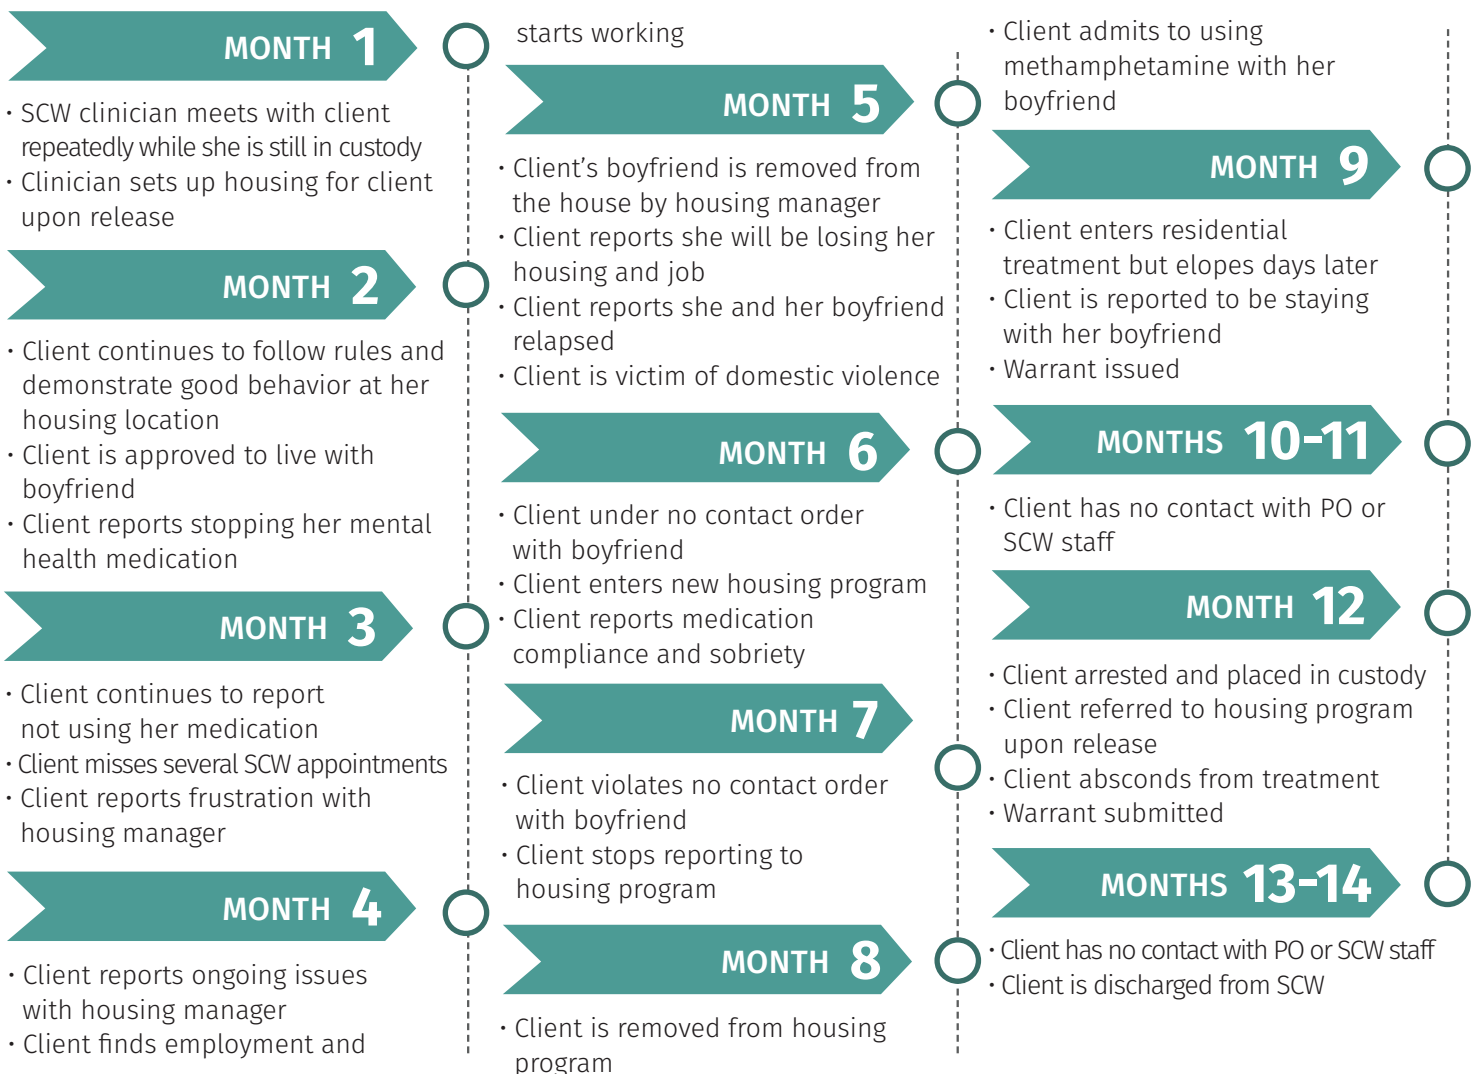 MONTH 1
· SCW clinician meets with client
repeatedly while she is still in custody
· Clinician sets up housing for client
upon release
MONTH 2
· Client continues to follow rules and
demonstrate good behavior at her
housing location
· Client is approved to live with
boyfriend
· Client reports stopping her mental
health medication
MONTH 3
· Client continues to report
not using her medication
· Client misses several SCW appointments
· Client reports frustration with
housing manager
MONTH 4
· Client reports ongoing issues
with housing manager
· Client finds employment and
starts working
MONTH 5
· Client’s boyfriend is removed from
the house by housing manager
· Client reports she will be losing her
housing and job
· Client reports she and her boyfriend
relapsed
· Client is victim of domestic violence
MONTH 6
· Client under no contact order
with boyfriend
· Client enters new housing program
· Client reports medication
compliance and sobriety
MONTH 7
· Client violates no contact order
with boyfriend
· Client stops reporting to
housing program
MONTH 8
· Client is removed from housing
program
· Client admits to using
methamphetamine with her
boyfriend
MONTH 9
· Client enters residential
treatment but elopes days later
· Client is reported to be staying
with her boyfriend
· Warrant issued
MONTHS 10-11
· Client has no contact with PO or
SCW staff
MONTH 12
· Client arrested and placed in custody
· Client referred to housing program
upon release
· Client absconds from treatment
· Warrant submitted
MONTHS 13-14
· Client has no contact with PO or SCW staff
· Client is discharged from SCW